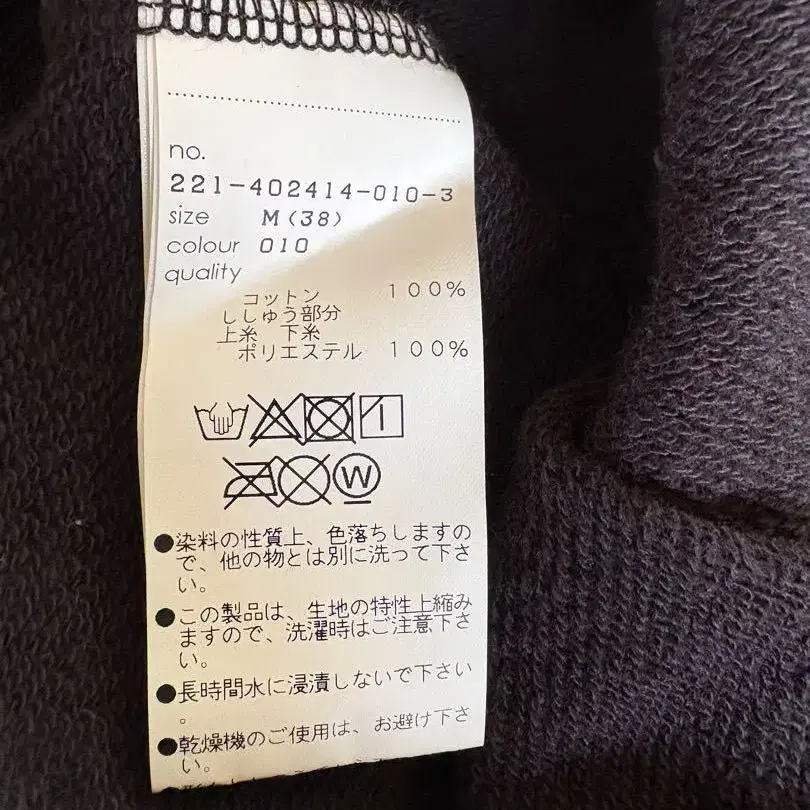 no.
221-402414-010-3
size M(38)
colour 010
quality
コットン 100%
ししゅう部分
上糸 下糸
ポリエステル 100%
W
●染料の性質上、色落ちしますの
で、他の物とは別に洗って下さ
い。
●この製品は、生地の特性上縮み
ますので、洗濯時はご注意下さ
い。
●長時間水に浸漬しないで下さい
。
●乾燥機のご使用は、お避け下さ
い。